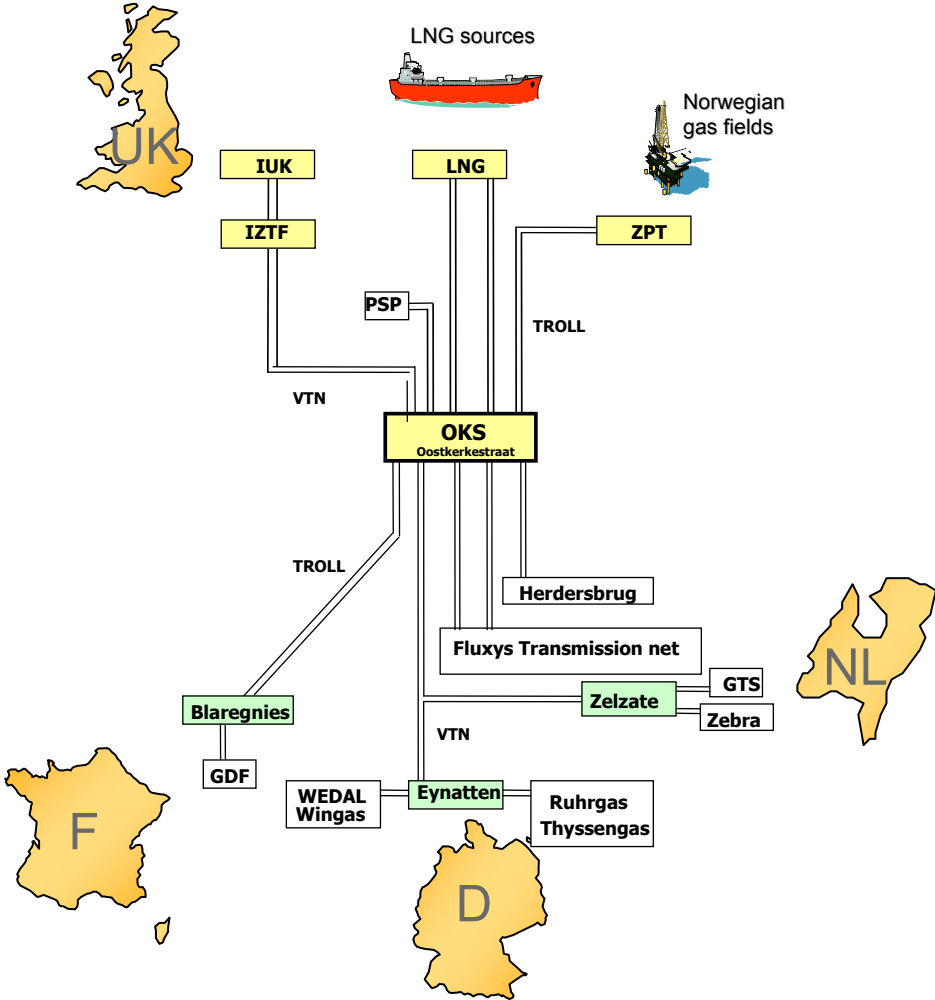 LNG sources
Norwegian
gas fields
UK
IUK
LNG
IZTF
ZPT
PSP
TROLL
VTN
OKS
Oostkerkestraat
TROLL
Herdersbrug
Fluxys Transmission net
NL
GTS
Zelzate
Blaregnies
Zebra
VTN
GDF
WEDAL
Wingas
Eynatten
Ruhrgas
Thyssengas
F
D